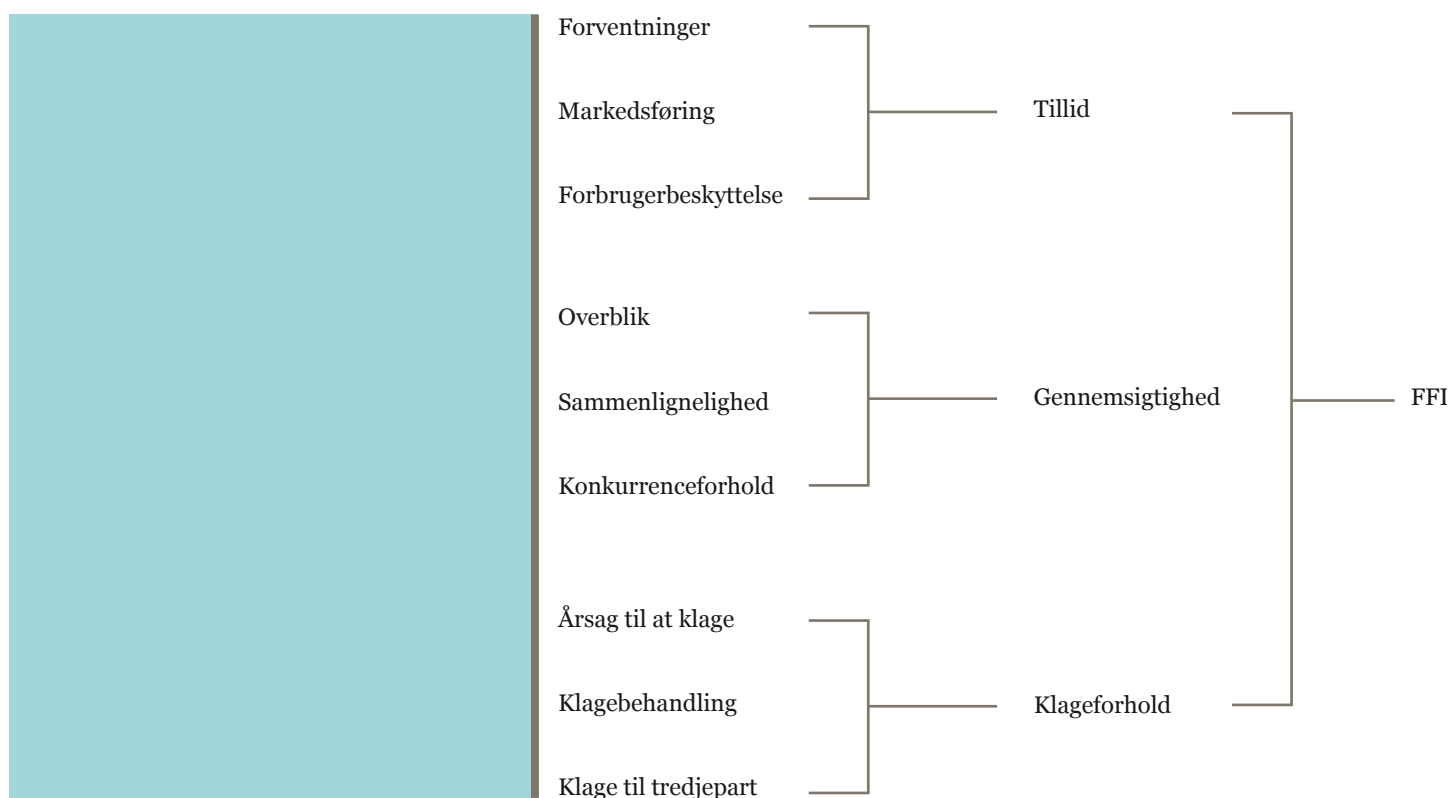 Forventninger
Markedsføring
Forbrugerbeskyttelse
Tillid
Overblik
Sammenlignelighed
Konkurrenceforhold
Gennemsigtighed
FFI
Årsag til at klage
Klagebehandling
Klage til tredjepart
Klageforhold